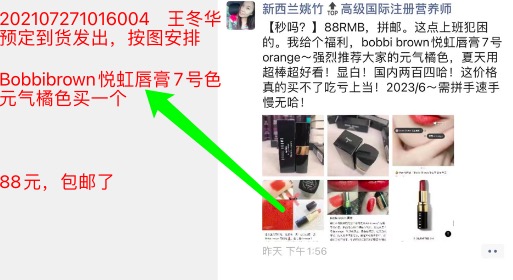 202107271016004 王冬华
预定到货发出，按图安排
Bobbibrown悦虹唇膏7号色
元气橘色买一个
88元，包邮了
新西兰姚竹🔝高级国际注册营养师
【秒吗？】88RMB，拼邮。这点上班犯困
的。我给个福利，bobbi brown悦虹唇膏7号
orange～强烈推荐大家的元气橘色，夏天用
超棒超好看！显白！国内两百四哈！这价格
真的买不了吃亏上当！2023/6～需拼手速手
慢无哈！
昨天 下午1:56